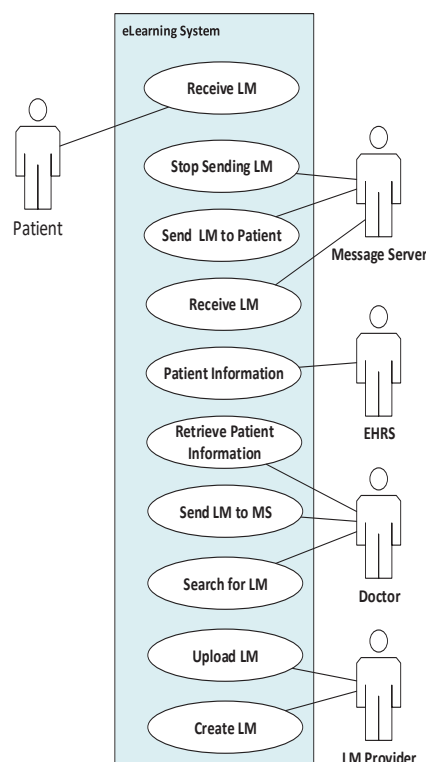 eLearning System
Receive LM
Patient
Stop Sending LM
Send LM to Patient
Message Server
Receive LM
Patient Information
EHRS
Retrieve Patient
Information
Send LM to MS
Doctor
Search for LM
Upload LM
Create LM
LM Provider